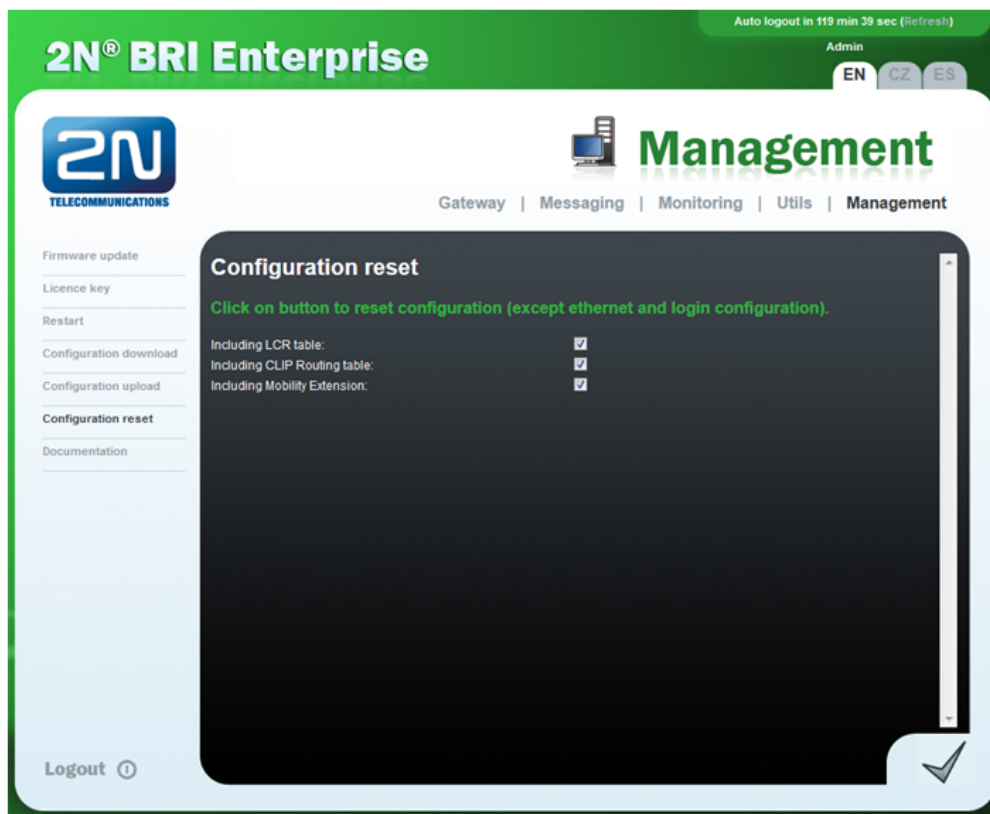 Auto logout in 119 min 39 sec (Refresh)
2N® BRI Enterprise
Admin
EN CZ ES
2N
TELECOMMUNICATIONS
Management
Gateway | Messaging | Monitoring | Utils | Management
Firmware update
Licence key
Restart
Configuration download
Configuration upload
Configuration reset
Documentation
Configuration reset
Click on button to reset configuration (except ethernet and login configuration).
Including LCR table:
Including CLIP Routing table:
Including Mobility Extension:
Logout